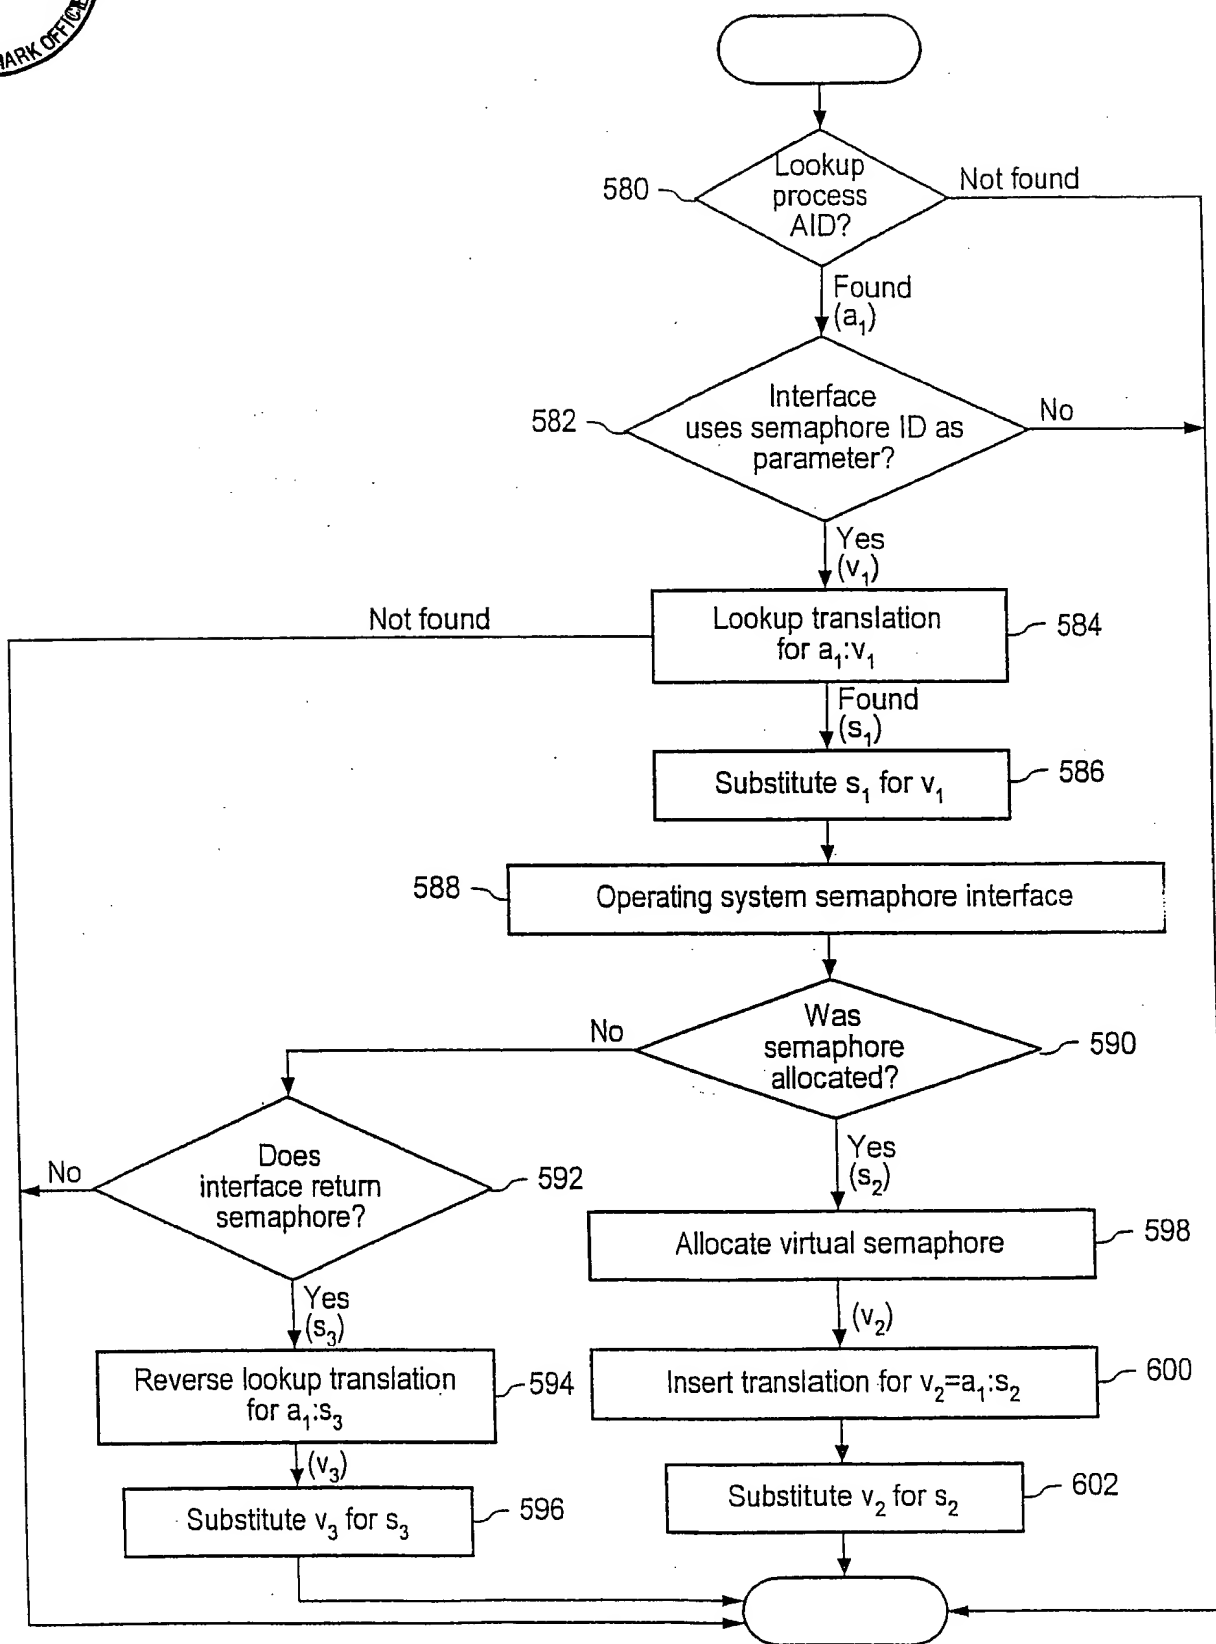 MARK OFFICE
Lookup
process
AID?
580
Not found
Found
(a₁)
Interface
uses semaphore ID as
parameter?
582
No
Yes
(v₁)
Not found
Lookup translation
for a₁:v₁
584
Found
(s₁)
Substitute s₁ for v₁
586
588
Operating system semaphore interface
No
Was
semaphore
allocated?
590
No
Does
interface return
semaphore?
592
Yes
(s₂)
Allocate virtual semaphore
598
Yes
(s₃)
(v₂)
Reverse lookup translation
for a₁:s₃
594
Insert translation for v₂=a₁:s₂
600
(v₃)
Substitute v₃ for s₃
596
Substitute v₂ for s₂
602